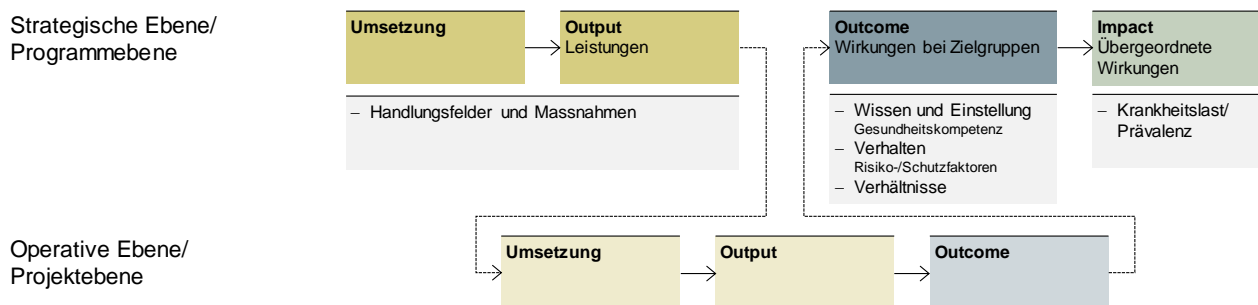 Strategische Ebene/
Programmebene
Umsetzung
Output
Leistungen
Outcome
Wirkungen bei Zielgruppen
Impact
Übergeordnete
Wirkungen
– Handlungsfelder und Massnahmen
– Wissen und Einstellung
Gesundheitskompetenz
– Verhalten
Risiko-/Schutzfaktoren
– Verhältnisse
– Krankheitslast/
Prävalenz
Operative Ebene/
Projektebene
Umsetzung
Output
Outcome